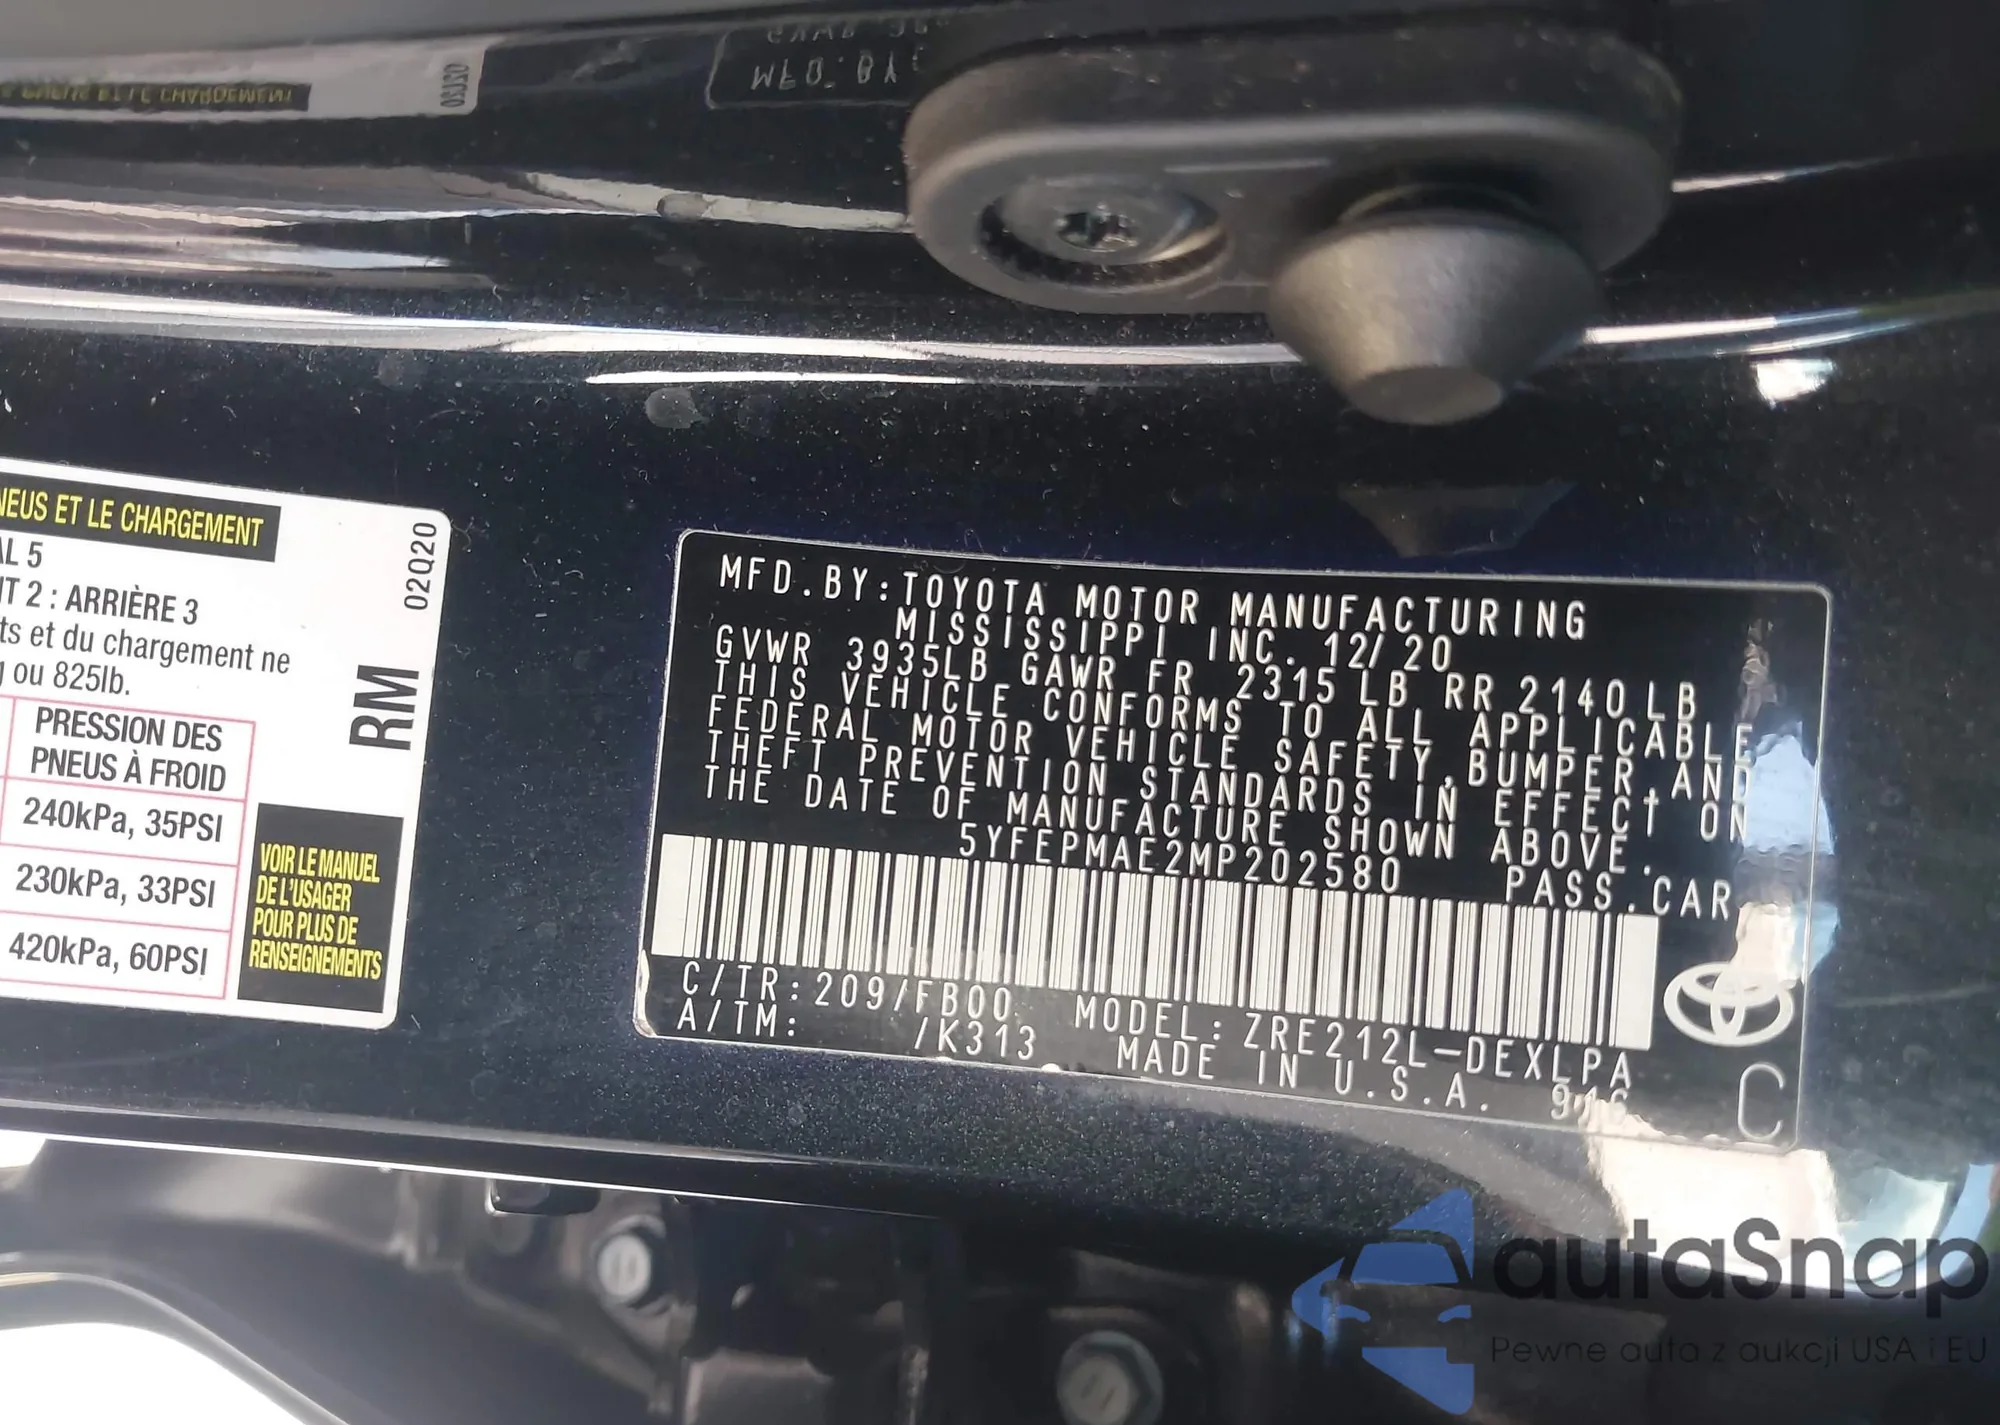 NEUS ET LE CHARGEMENT
AL 5
NT 2 : ARRIÈRE 3
ts et du chargement ne
g ou 825lb.
PRESSION DES
PNEUS À FROID
240kPa, 35PSI
230kPa, 33PSI
420kPa, 60PSI
VOIR LE MANUEL
DE L'USAGER
POUR PLUS DE
RENSEIGNEMENTS
RM
02Q20
MFD.BY:TOYOTA MOTOR MANUFACTURING
MISSISSIPPI INC. 12/20
GVWR 3935LB GAWR FR 2315 LB RR 2140 LB
THIS VEHICLE CONFORMS TO ALL APPLICABLE
FEDERAL MOTOR VEHICLE SAFETY, BUMPER, AND
THEFT PREVENTION STANDARDS IN EFFECT ON
THE DATE OF MANUFACTURE SHOWN ABOVE.
5YFEPMAE2MP202580 PASS.CAR
C/TR:209/FB00 MODEL:ZRE212L-DEXLPA
A/TM: /K313 MADE IN U.S.A. 916
C
autaSnap
Pewne auta z aukcji USA i EU